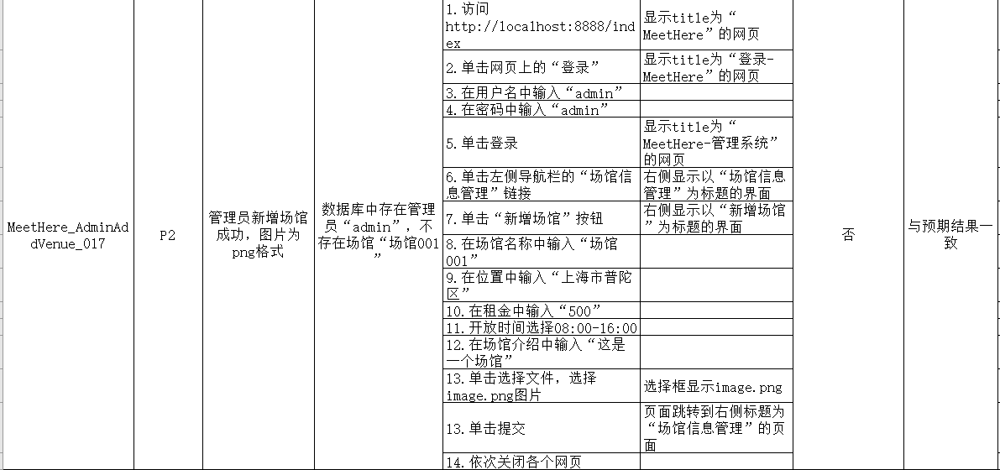 MeetHere_AdminAd
dVenue_017
P2
管理员新增场馆
成功，图片为
png格式
数据库中存在管理
员“admin”，不
存在场馆“场馆001
”
1.访问
http://localhost:8888/ind
ex
显示title为“
MeetHere”的网页
2.单击网页上的“登录”
显示title为“登录-
MeetHere”的网页
3.在用户名中输入“admin”
4.在密码中输入“admin”
5.单击登录
显示title为“
MeetHere-管理系统”
的网页
6.单击左侧导航栏的“场馆信
息管理”链接
右侧显示以“场馆信息
管理”为标题的界面
7.单击“新增场馆”按钮
右侧显示以“新增场馆
”为标题的界面
8.在场馆名称中输入“场馆
001”
9.在位置中输入“上海市普陀
区”
10.在租金中输入“500”
11.开放时间选择08:00-16:00
12.在场馆介绍中输入“这是
一个场馆”
13.单击选择文件，选择
image.png图片
选择框显示image.png
13.单击提交
页面跳转到右侧标题为
“场馆信息管理”的页
面
14.依次关闭各个网页
否
与预期结果一
致